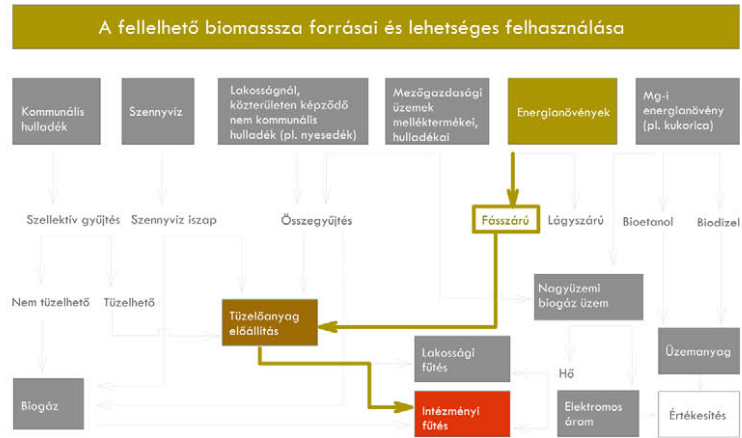 A fellelhető biomasssza forrásai és lehetséges felhasználása
Kommunális
hulladék
Szennyvíz
Lakosságnál,
közterületen képződő
nem kommunális
hulladék (pl. nyesedék)
Mezőgazdasági
üzemek
melléktermékei,
hulladékai
Energianövények
Mg-i
energianövény
(pl. kukorica)
Szellektív gyűjtés
Szennyvíz iszap
Összegyűjtés
Fásszárú
Lágyszárú
Bioetanol
Biodízel
Nem tüzelhető
Tüzelhető
Tüzelőanyag
előállítás
Nagyüzemi
biogáz üzem
Lakossági
fűtés
Hő
Üzemanyag
Biogáz
Intézményi
fűtés
Elektromos
áram
Értékesítés